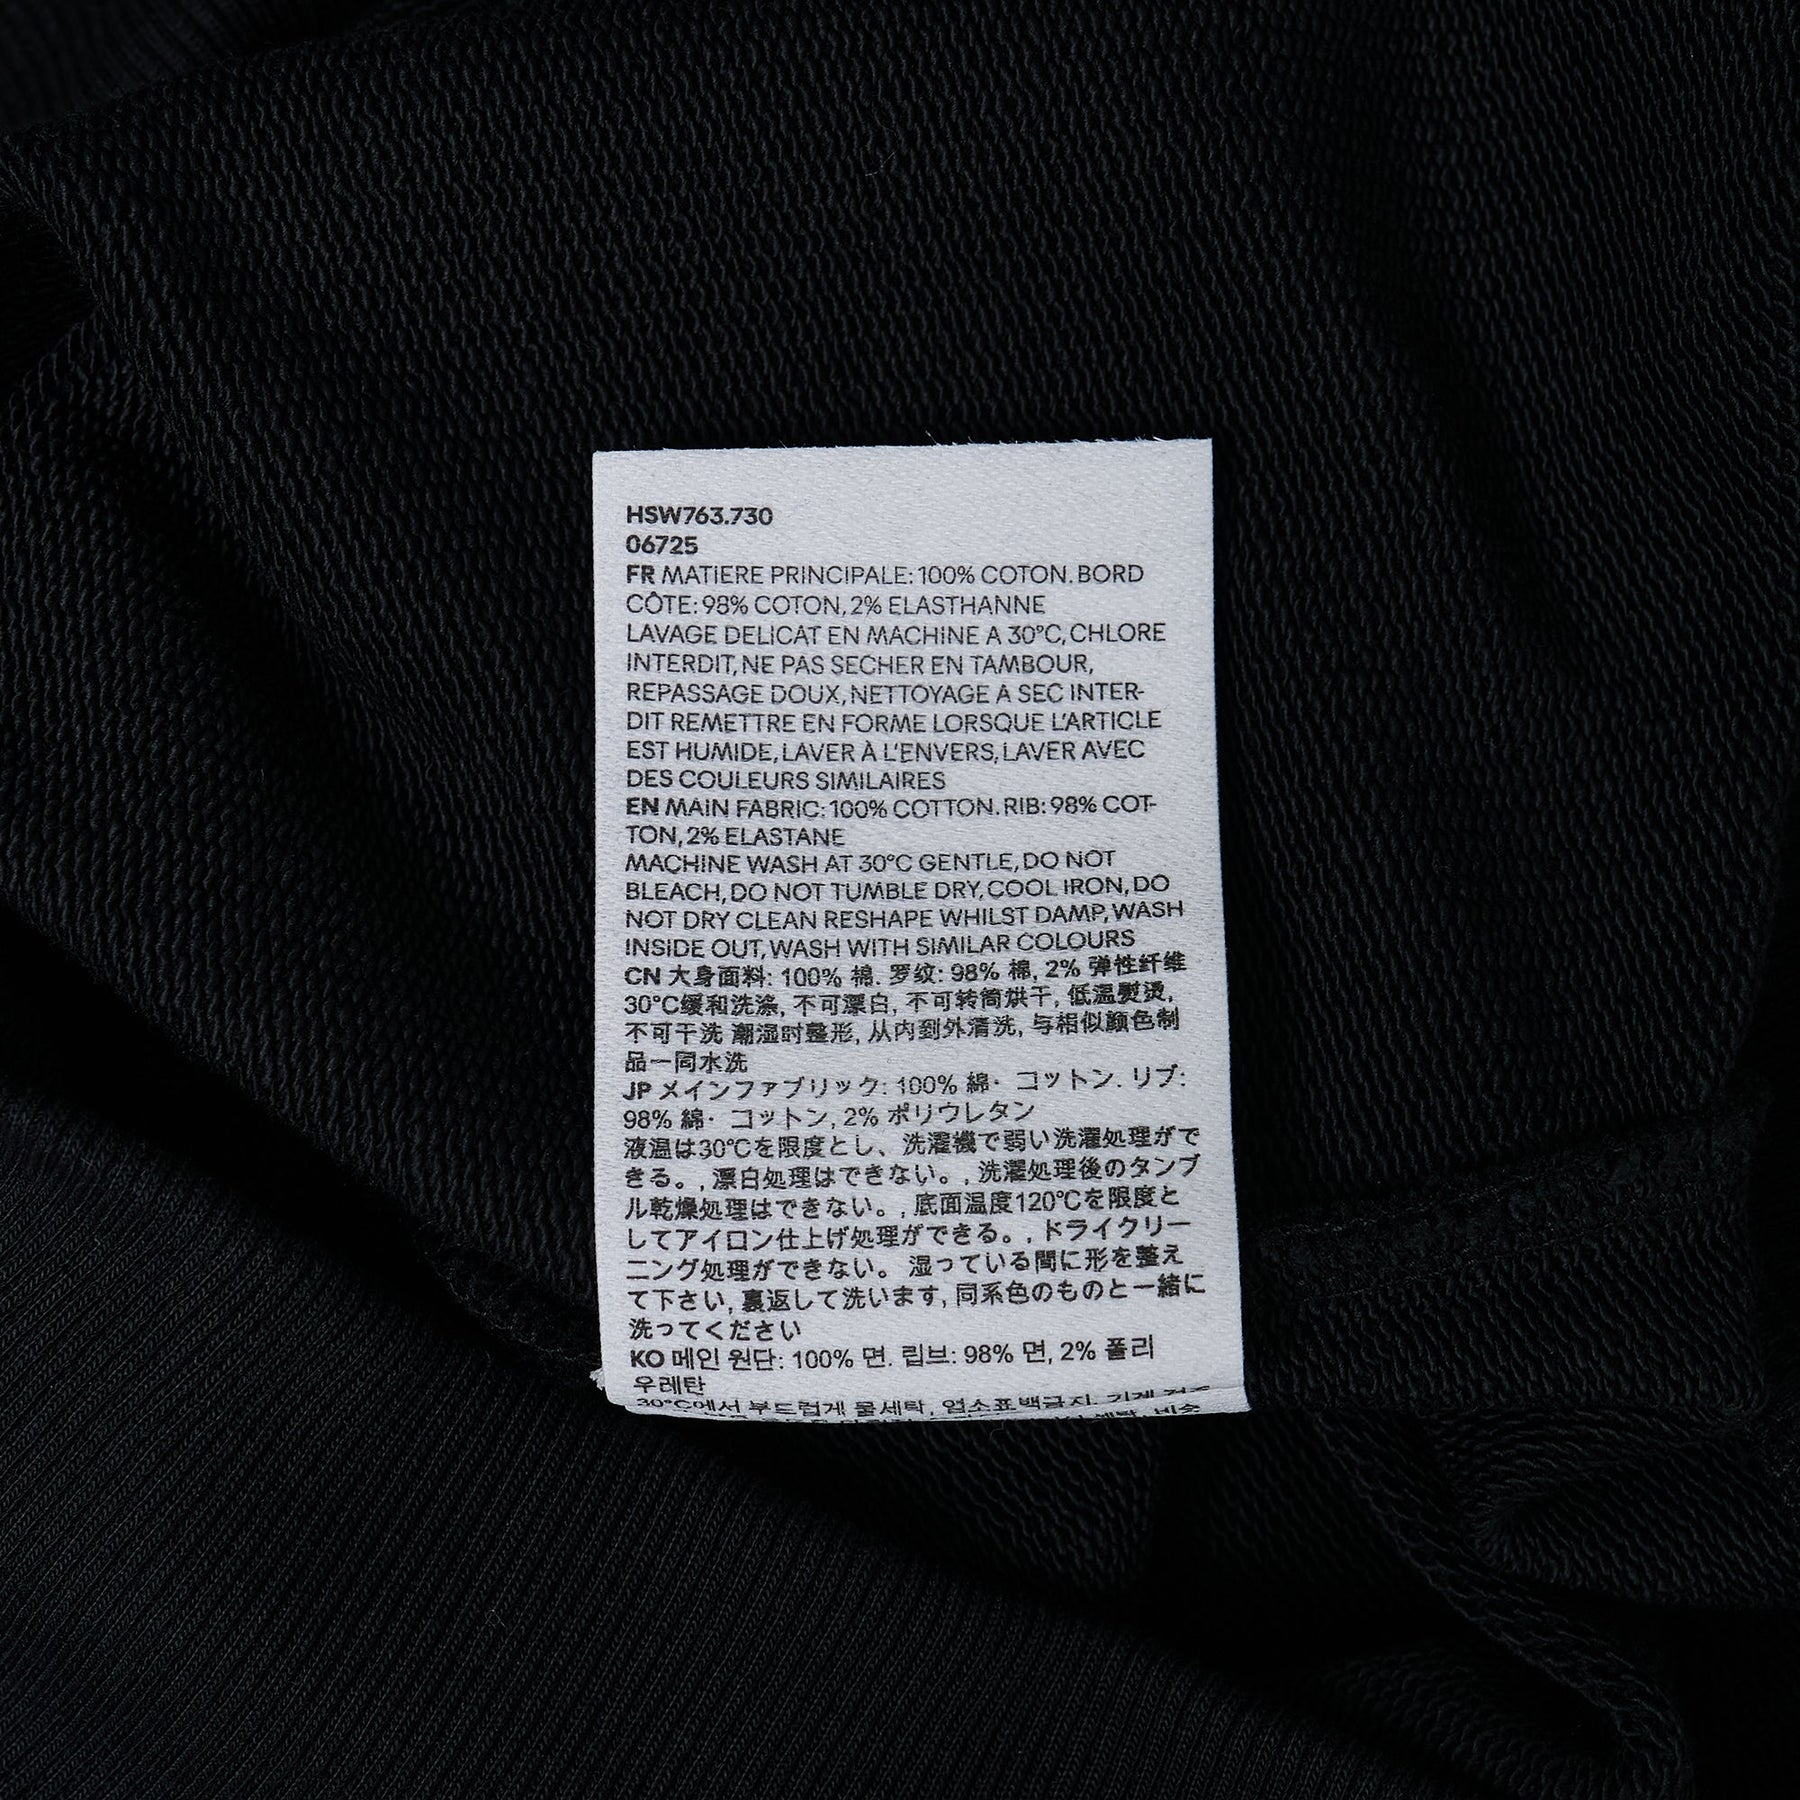 HSW763.730
06725
FR MATIERE PRINCIPALE: 100% COTON. BORD
CÔTE: 98% COTON, 2% ELASTHANNE
LAVAGE DELICAT EN MACHINE A 30°C, CHLORE
INTERDIT, NE PAS SECHER EN TAMBOUR,
REPASSAGE DOUX, NETTOYAGE A SEC INTER-
DIT REMETTRE EN FORME LORSQUE L'ARTICLE
EST HUMIDE, LAVER À L'ENVERS, LAVER AVEC
DES COULEURS SIMILAIRES
EN MAIN FABRIC: 100% COTTON. RIB: 98% COT-
TON, 2% ELASTANE
MACHINE WASH AT 30°C GENTLE, DO NOT
BLEACH, DO NOT TUMBLE DRY, COOL IRON, DO
NOT DRY CLEAN RESHAPE WHILST DAMP, WASH
INSIDE OUT, WASH WITH SIMILAR COLOURS
CN 大身面料: 100% 棉. 罗纹: 98% 棉, 2% 弹性纤维
30°C缓和洗涤, 不可漂白, 不可转筒烘干, 低温熨烫,
不可干洗 潮湿时整形, 从内到外清洗, 与相似颜色制
品一同水洗
JP メインファブリック: 100% 綿・ コットン. リブ:
98% 綿・ コットン, 2% ポリウレタン
液温は30℃を限度とし、洗濯機で弱い洗濯処理がで
きる。, 漂白処理はできない。, 洗濯処理後のタンブ
ル乾燥処理はできない。, 底面温度120℃を限度と
してアイロン仕上げ処理ができる。, ドライクリー
ニング処理ができない。 湿っている間に形を整え
て下さい, 裏返して洗います, 同系色のものと一緒に
洗ってください
KO 메인 원단: 100% 면. 립브: 98% 면, 2% 폴리
우레탄
30°C에서 부드럽게 물세탁, 염소표백금지,